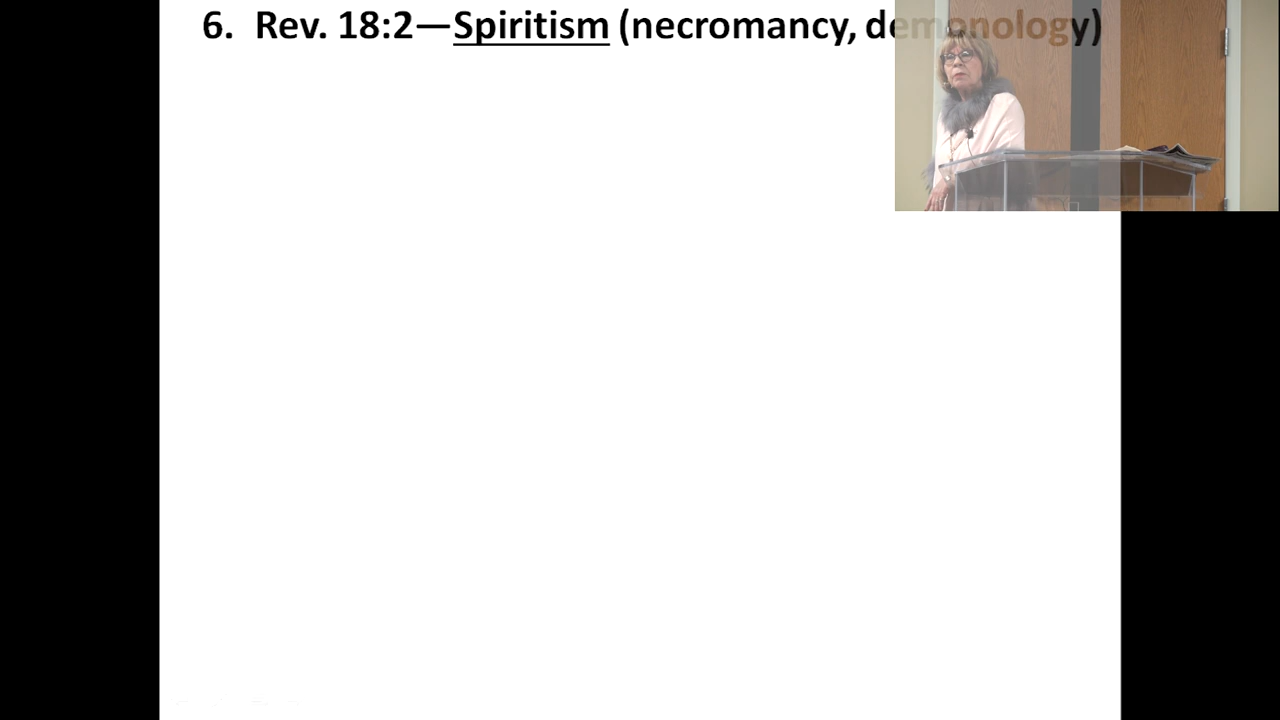 6. Rev. 18:2—Spiritism (necromancy, demonology)